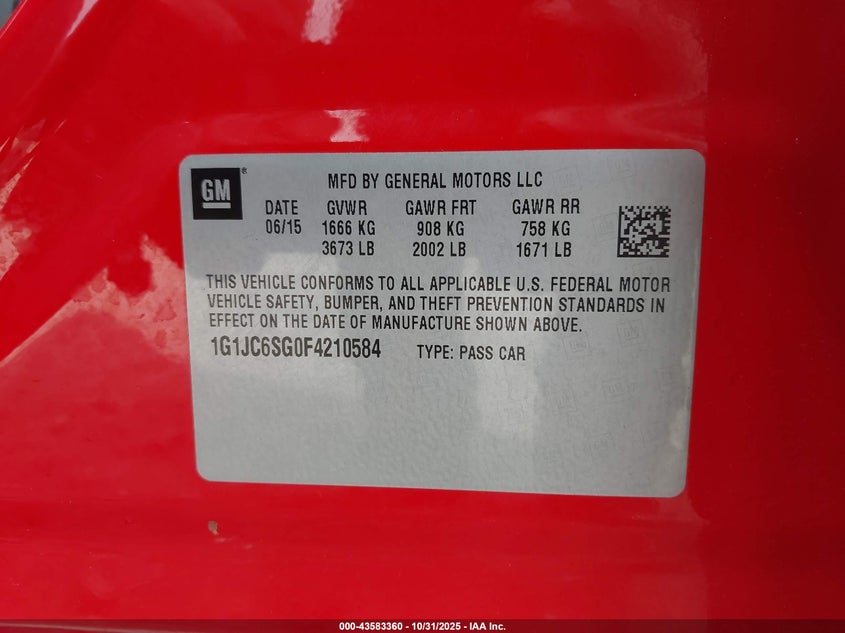 GM
®
MFD BY GENERAL MOTORS LLC
DATE GVWR GAWR FRT GAWR RR
06/15 1666 KG 908 KG 758 KG
3673 LB 2002 LB 1671 LB
THIS VEHICLE CONFORMS TO ALL APPLICABLE U.S. FEDERAL MOTOR
VEHICLE SAFETY, BUMPER, AND THEFT PREVENTION STANDARDS IN
EFFECT ON THE DATE OF MANUFACTURE SHOWN ABOVE.
1G1JC6SG0F4210584 TYPE: PASS CAR
000-43583360 - 10/31/2025 - IAA Inc.